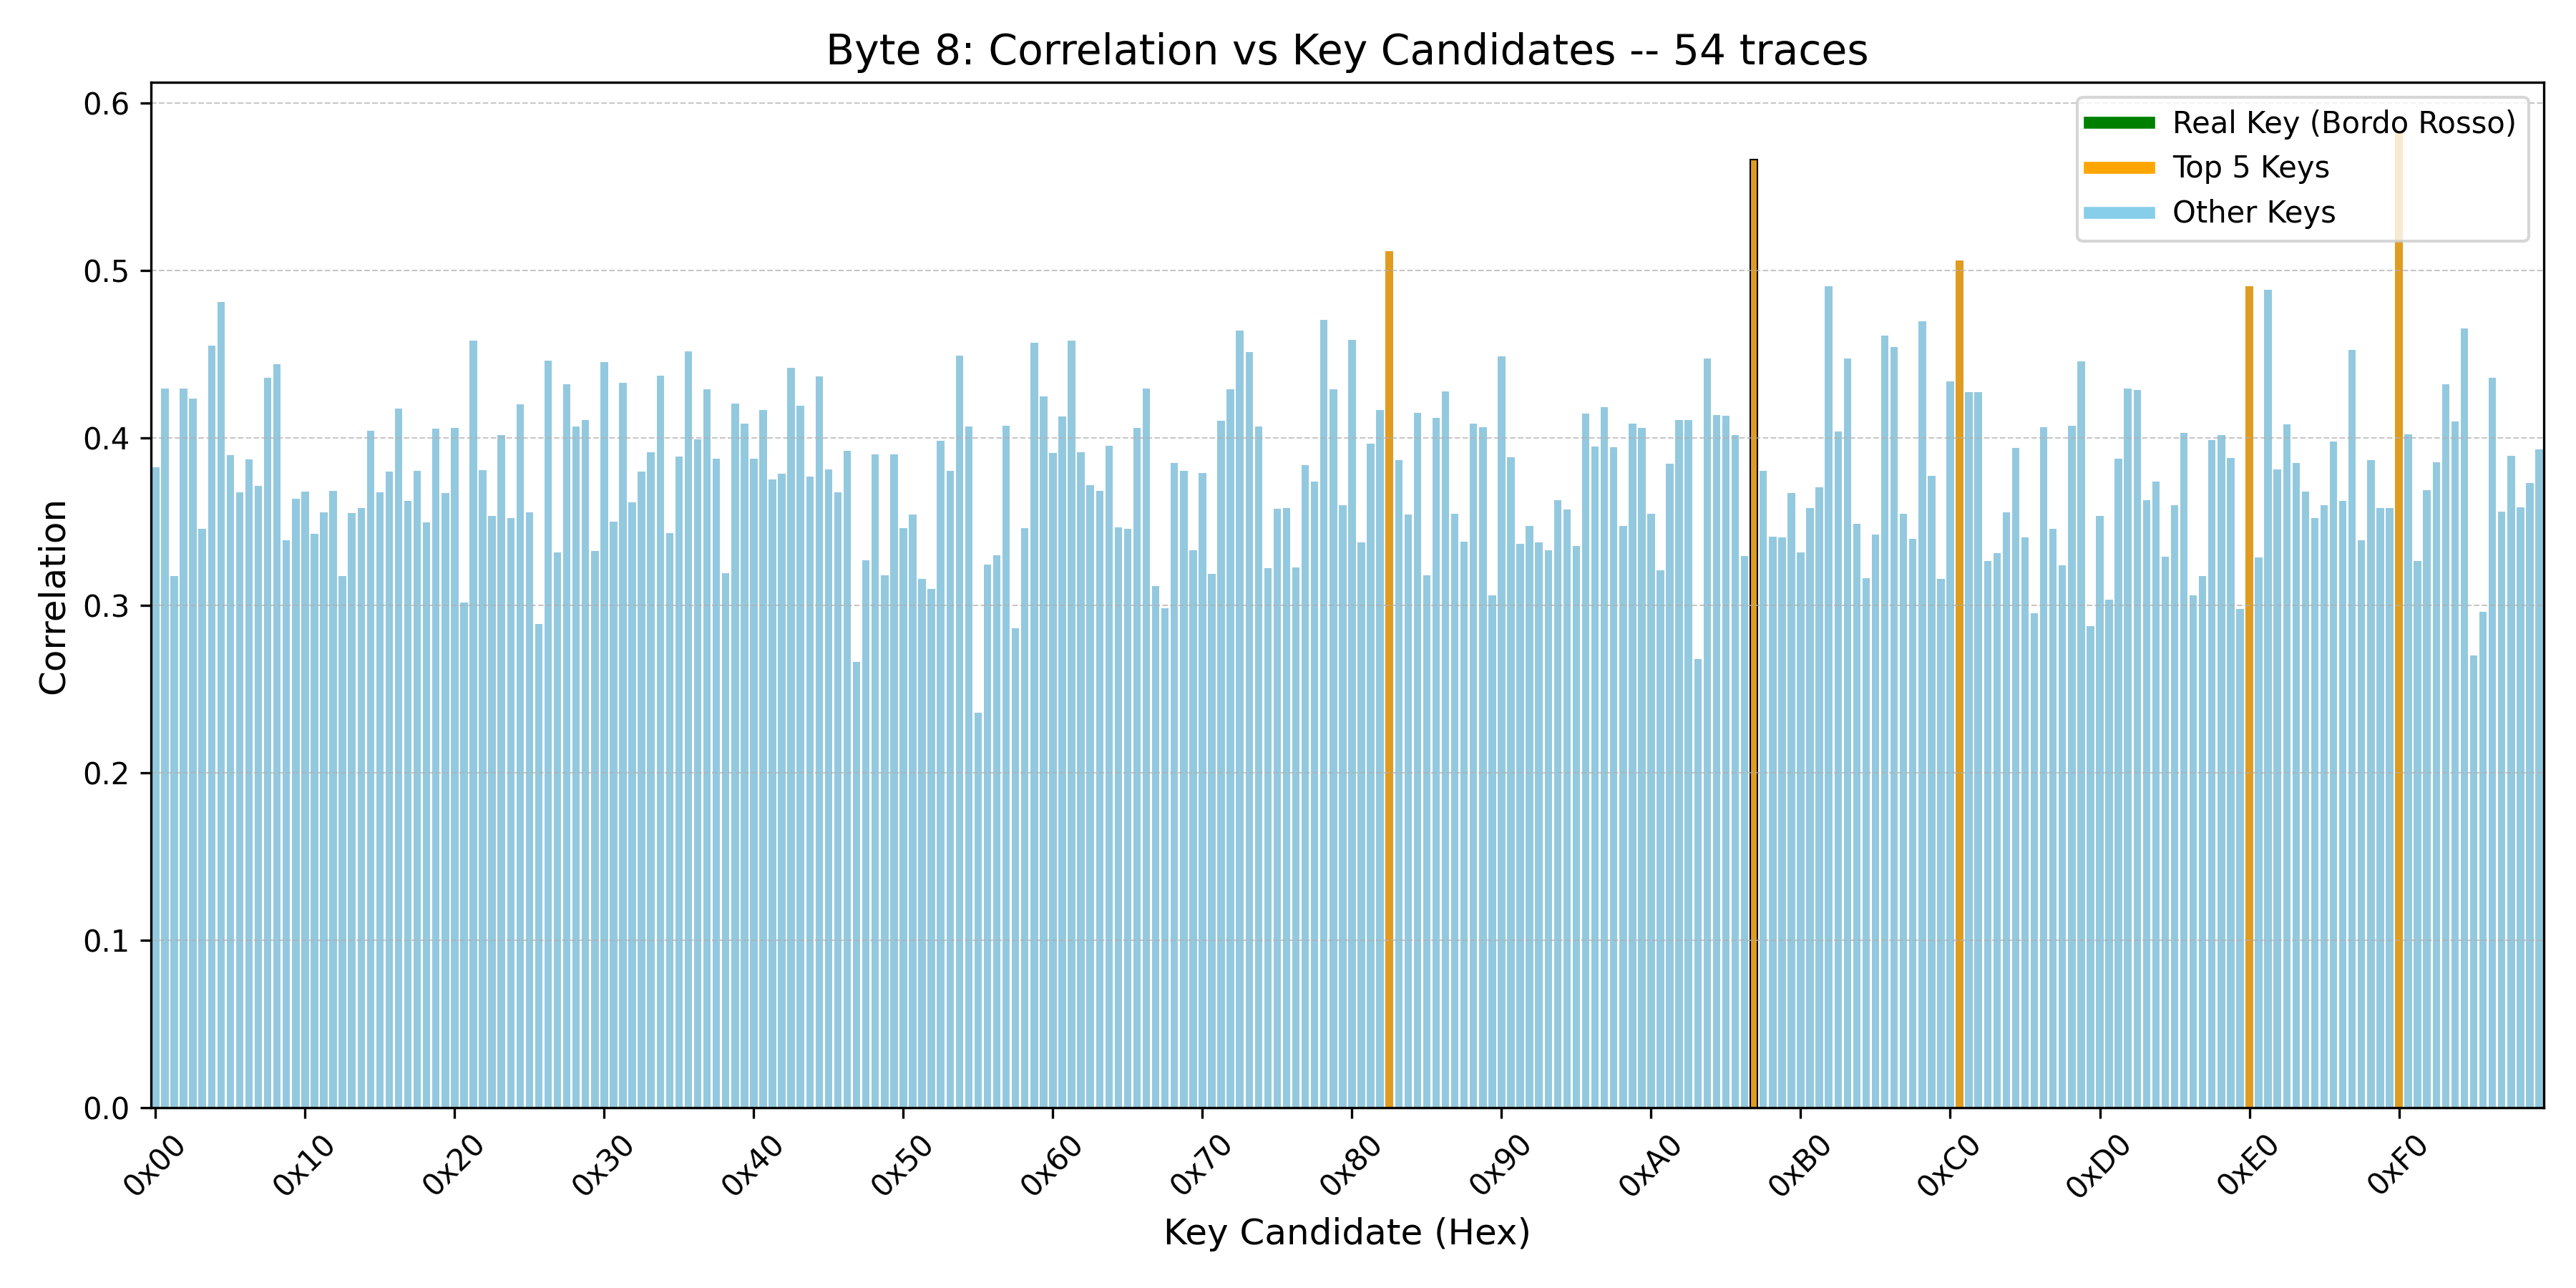 Byte 8: Correlation vs Key Candidates -- 54 traces
Real Key (Bordo Rosso)
Top 5 Keys
Other Keys
Correlation
0.6
0.5
0.4
0.3
0.2
0.1
0.0
0x00 0x10 0x20 0x30 0x40 0x50 0x60 0x70 0x80 0x90 0xA0 0xB0 0xC0 0xD0 0xE0 0xF0
Key Candidate (Hex)